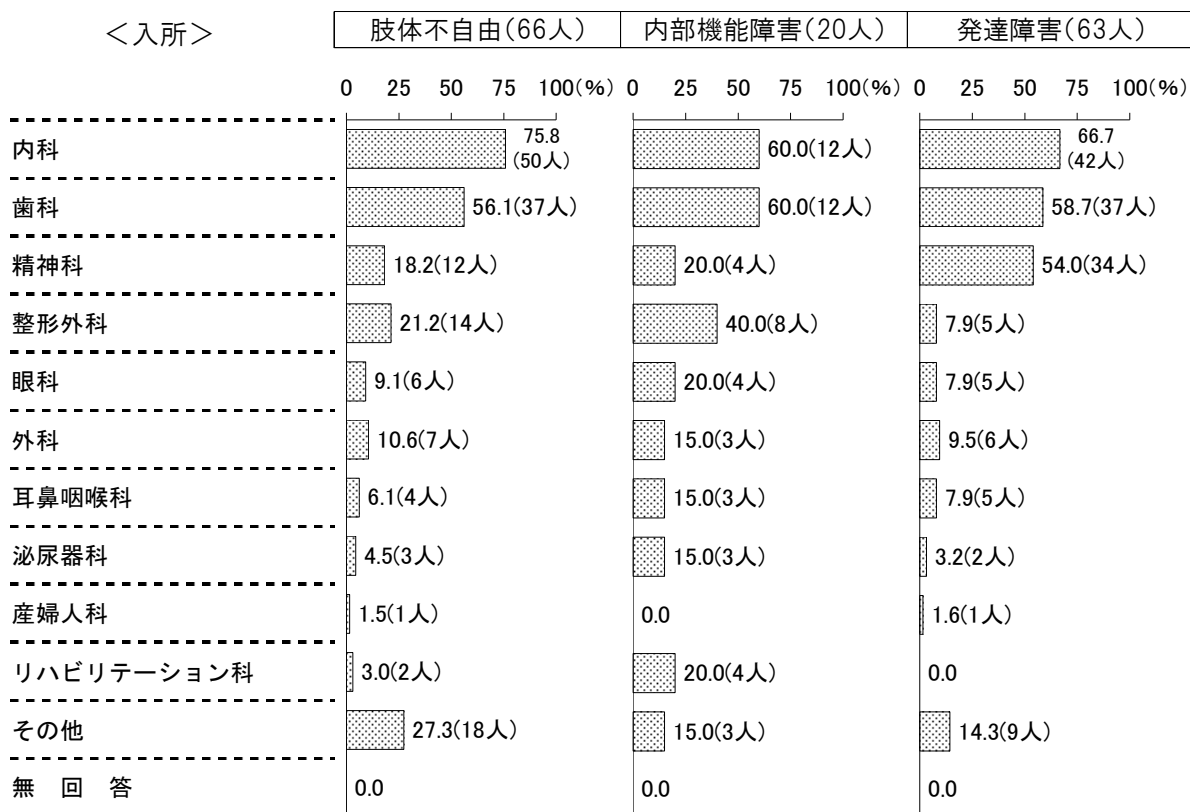 ＜入所＞ 肢体不自由(66人) 内部機能障害(20人) 発達障害(63人)
0 25 50 75 100(%) 0 25 50 75 100(%) 0 25 50 75 100(%)
内科 75.8 (50人) 60.0(12人) 66.7 (42人)
歯科 56.1(37人) 60.0(12人) 58.7(37人)
精神科 18.2(12人) 20.0(4人) 54.0(34人)
整形外科 21.2(14人) 40.0(8人) 7.9(5人)
眼科 9.1(6人) 20.0(4人) 7.9(5人)
外科 10.6(7人) 15.0(3人) 9.5(6人)
耳鼻咽喉科 6.1(4人) 15.0(3人) 7.9(5人)
泌尿器科 4.5(3人) 15.0(3人) 3.2(2人)
産婦人科 1.5(1人) 0.0 1.6(1人)
リハビリテーション科 3.0(2人) 20.0(4人) 0.0
その他 27.3(18人) 15.0(3人) 14.3(9人)
無　回　答 0.0 0.0 0.0